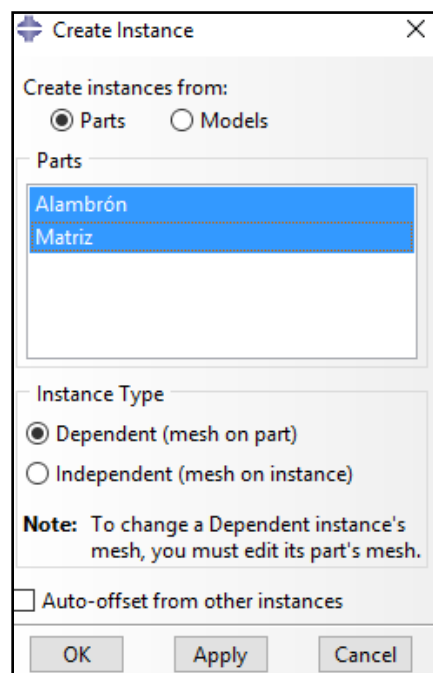 Create Instance
Create instances from:
Parts Models
Parts
Alambrón
Matriz
Instance Type
Dependent (mesh on part)
Independent (mesh on instance)
Note: To change a Dependent instance's
mesh, you must edit its part's mesh.
Auto-offset from other instances
OK Apply Cancel